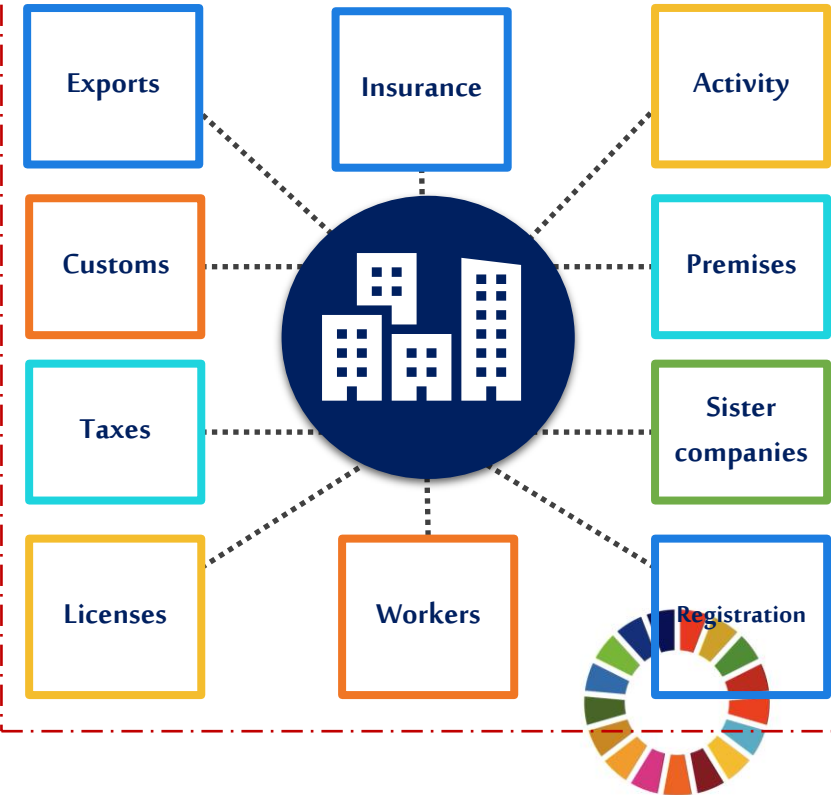 Exports
Insurance
Activity
Customs
Premises
Taxes
Sister
companies
Licenses
Workers
Registration